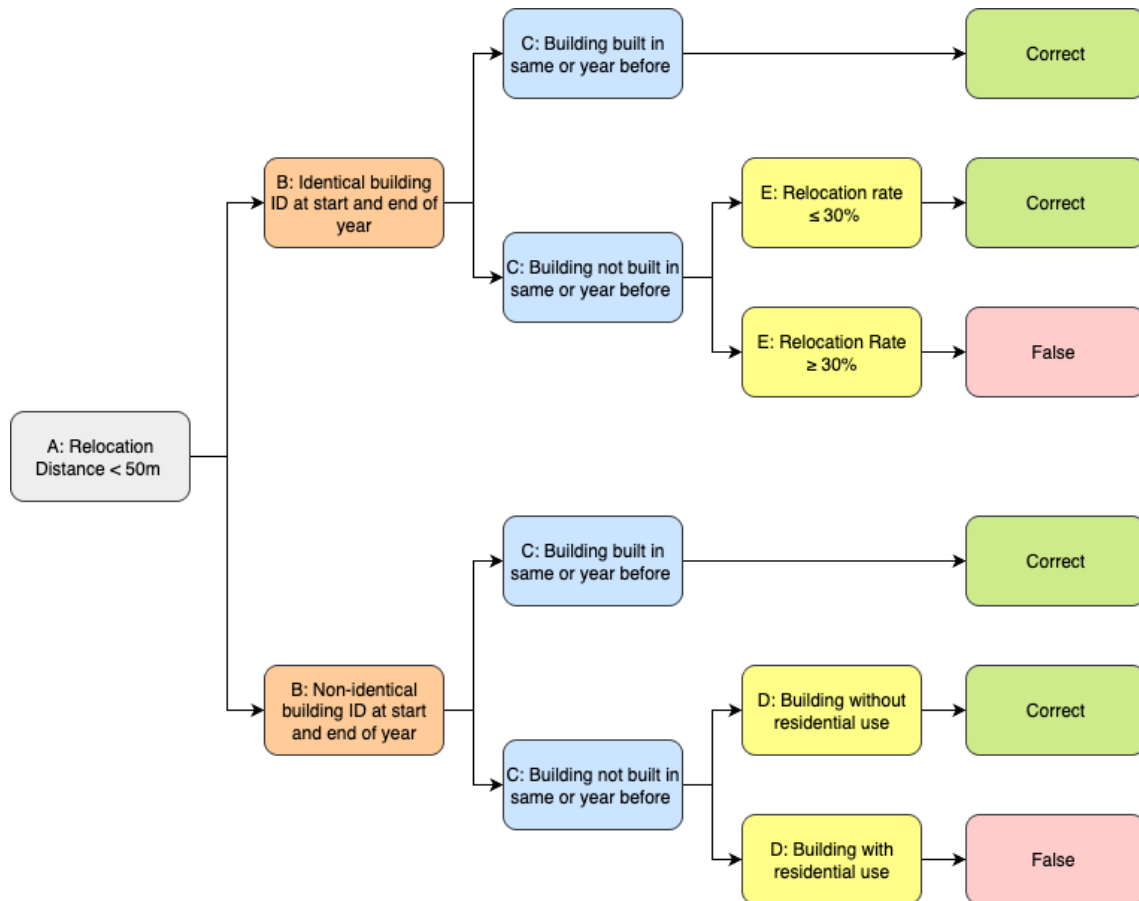 C: Building built in
same or year before
Correct
B: Identical building
ID at start and end of
year
E: Relocation rate
≤ 30%
Correct
C: Building not built in
same or year before
E: Relocation Rate
≥ 30%
False
A: Relocation
Distance < 50m
C: Building built in
same or year before
Correct
B: Non-identical
building ID at start
and end of year
D: Building without
residential use
Correct
C: Building not built in
same or year before
D: Building with
residential use
False